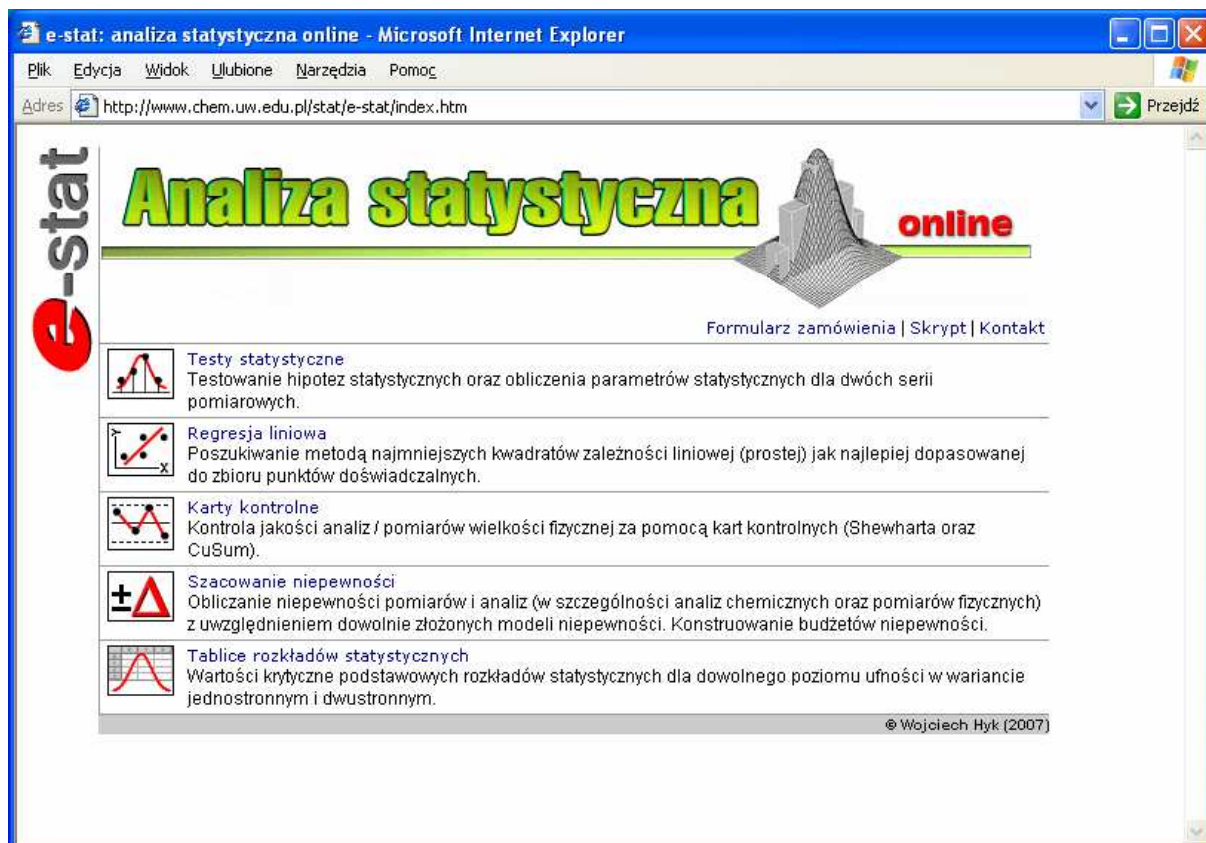 e-stat: analiza statystyczna online - Microsoft Internet Explorer
Plik Edycja Widok Ulubione Narzędzia Pomoc
Adres http://www.chem.uw.edu.pl/stat/e-stat/index.htm Przejdź
e-stat
Analiza statystyczna online
Formularz zamówienia | Skrypt | Kontakt
Testy statystyczne
Testowanie hipotez statystycznych oraz obliczenia parametrów statystycznych dla dwóch serii
pomiarowych.
Y
X
Regresja liniowa
Poszukiwanie metodą najmniejszych kwadratów zależności liniowej (prostej) jak najlepiej dopasowanej
do zbioru punktów doświadczalnych.
Karty kontrolne
Kontrola jakości analiz / pomiarów wielkości fizycznej za pomocą kart kontrolnych (Shewharta oraz
CuSum).
±Δ
Szacowanie niepewności
Obliczanie niepewności pomiarów i analiz (w szczególności analiz chemicznych oraz pomiarów fizycznych)
z uwzględnieniem dowolnie złożonych modeli niepewności. Konstruowanie budżetów niepewności.
Tablice rozkładów statystycznych
Wartości krytyczne podstawowych rozkładów statystycznych dla dowolnego poziomu ufności w wariancie
jednostronnym i dwustronnym.
© Wojciech Hyk (2007)